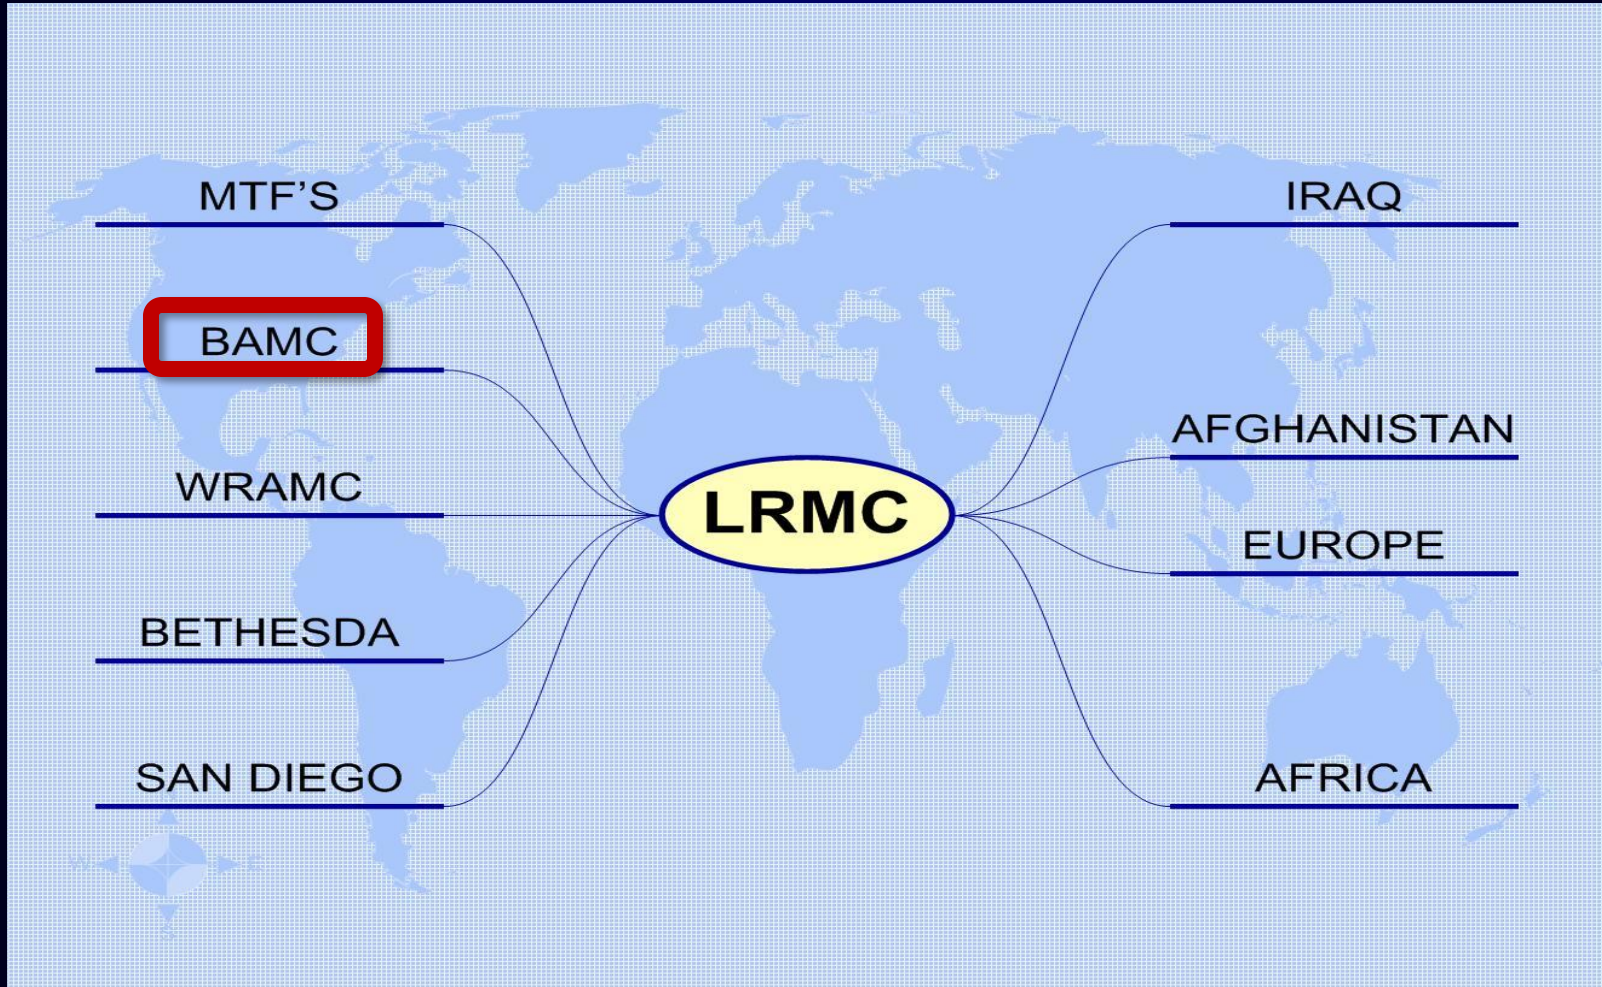 MTF'S
BAMC
WRAMC
BETHESDA
SAN DIEGO
LRMC
IRAQ
AFGHANISTAN
EUROPE
AFRICA
W
E
S